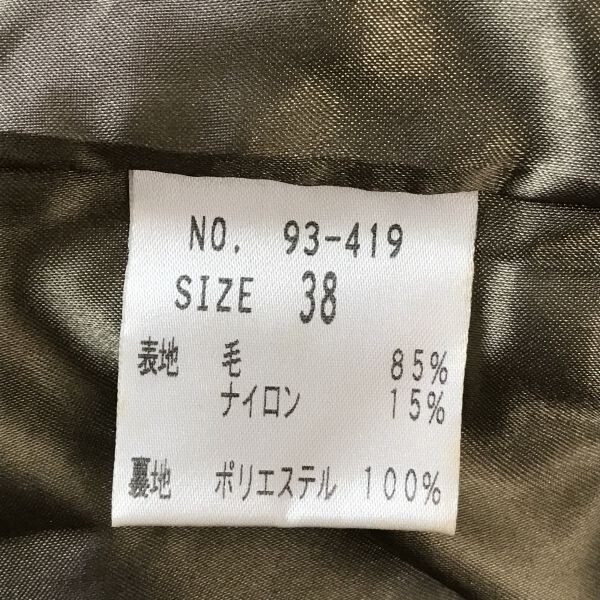 NO. 93-419
SIZE 38
表地 毛 85%
ナイロン 15%
裏地 ポリエステル 100%